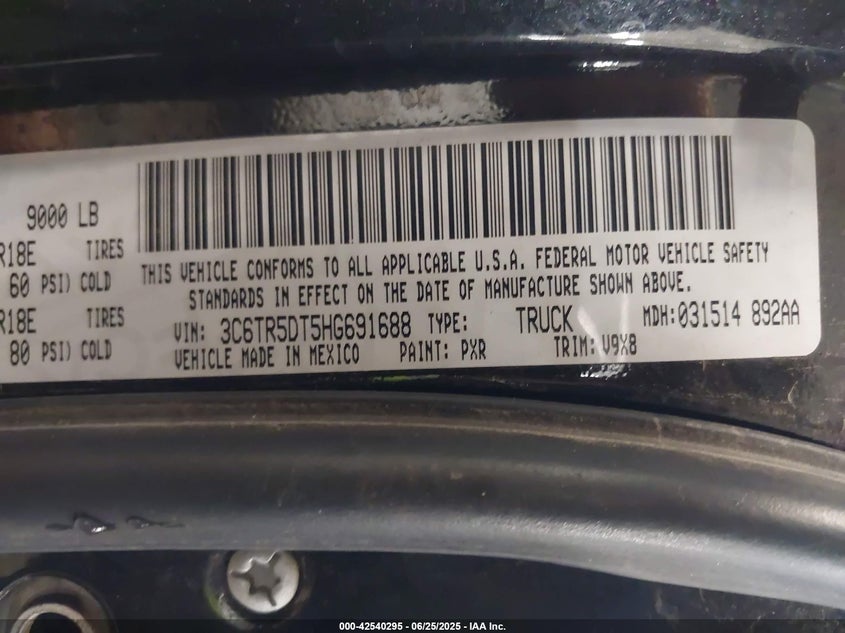 9000 LB
R18E TIRES
60 PSI) COLD
R18E TIRES
80 PSI) COLD
THIS VEHICLE CONFORMS TO ALL APPLICABLE U.S.A. FEDERAL MOTOR VEHICLE SAFETY
STANDARDS IN EFFECT ON THE DATE OF MANUFACTURE SHOWN ABOVE.
VIN: 3C6TR5DT5HG691688 TYPE: TRUCK MDH:031514 892AA
VEHICLE MADE IN MEXICO PAINT: PXR TRIM: V9X8
000-42540295 - 06/25/2025 - IAA Inc.